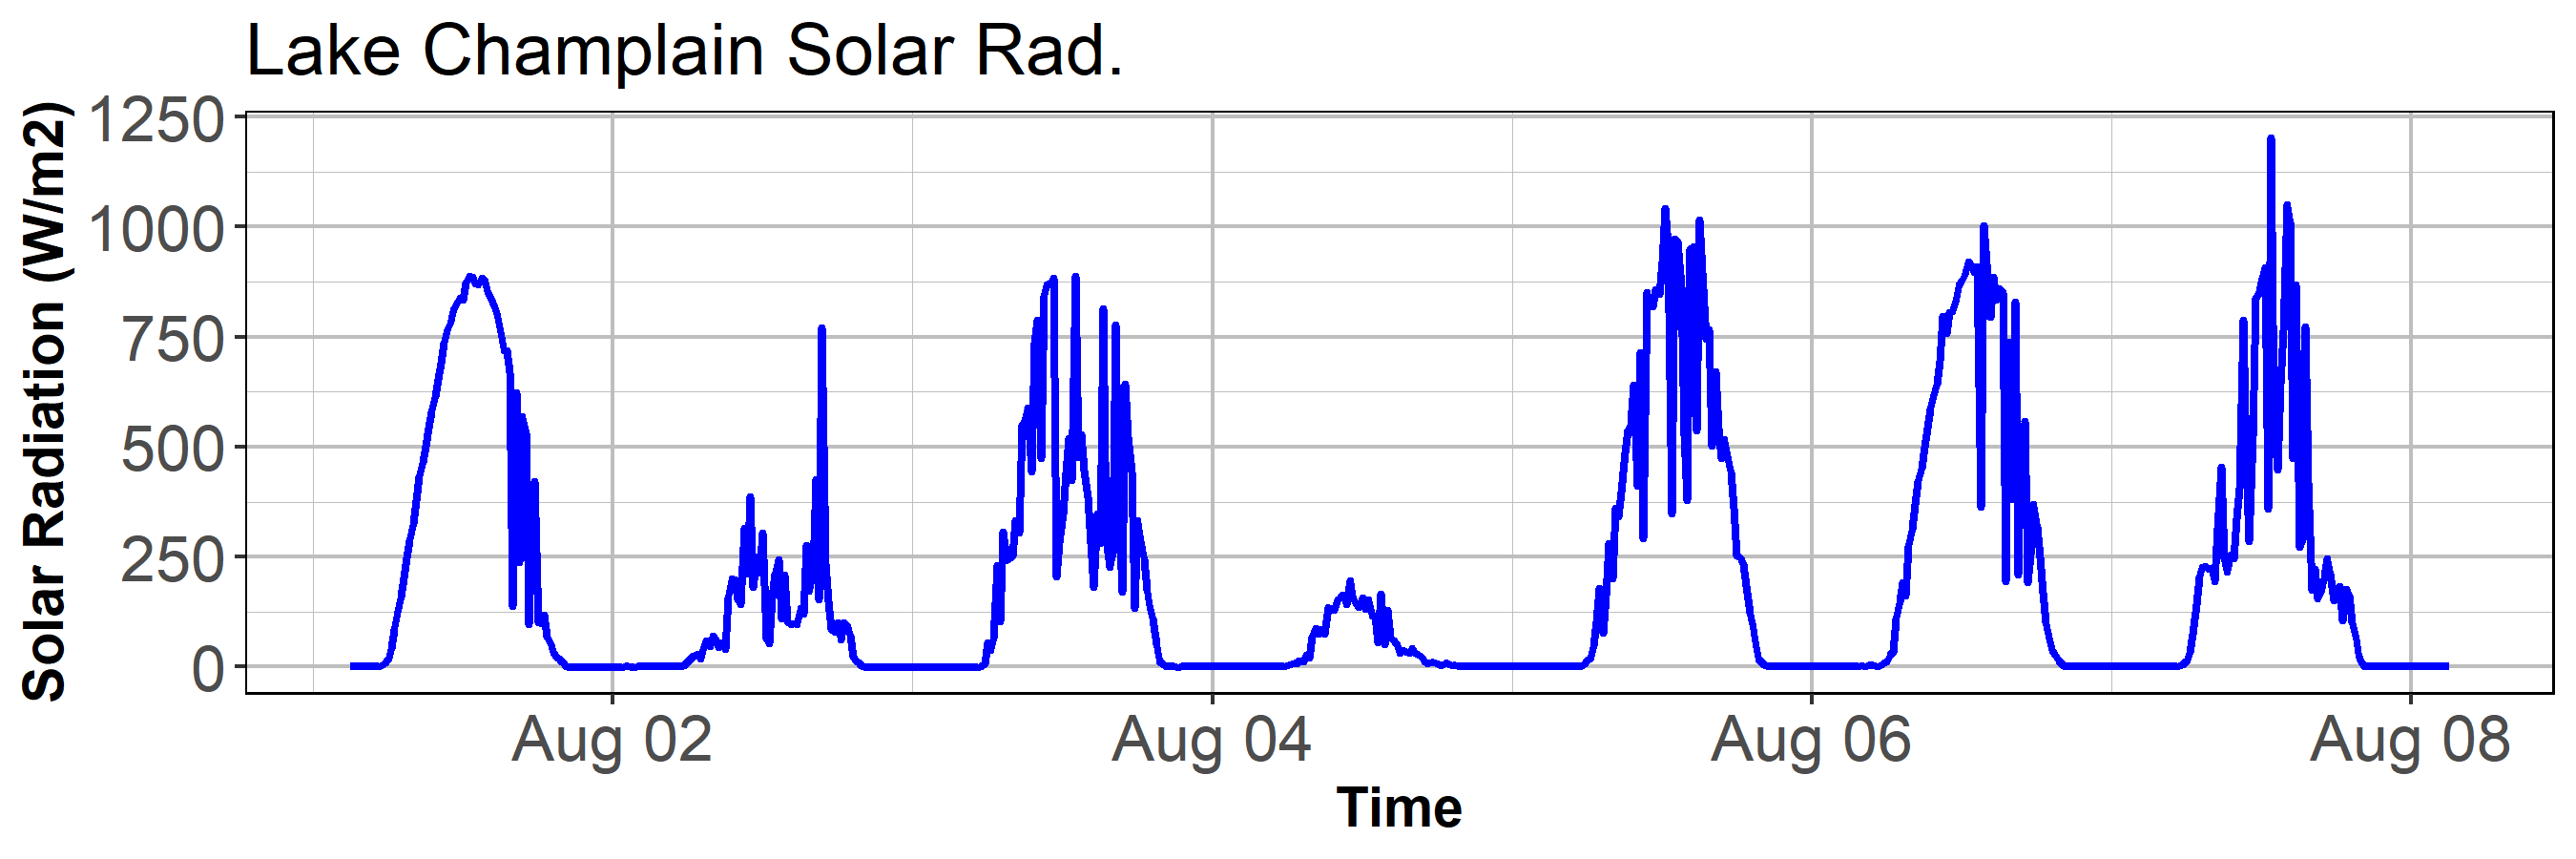 Lake Champlain Solar Rad.
Solar Radiation (W/m2)
1250
1000
750
500
250
0
Aug 02 Aug 04 Aug 06 Aug 08
Time